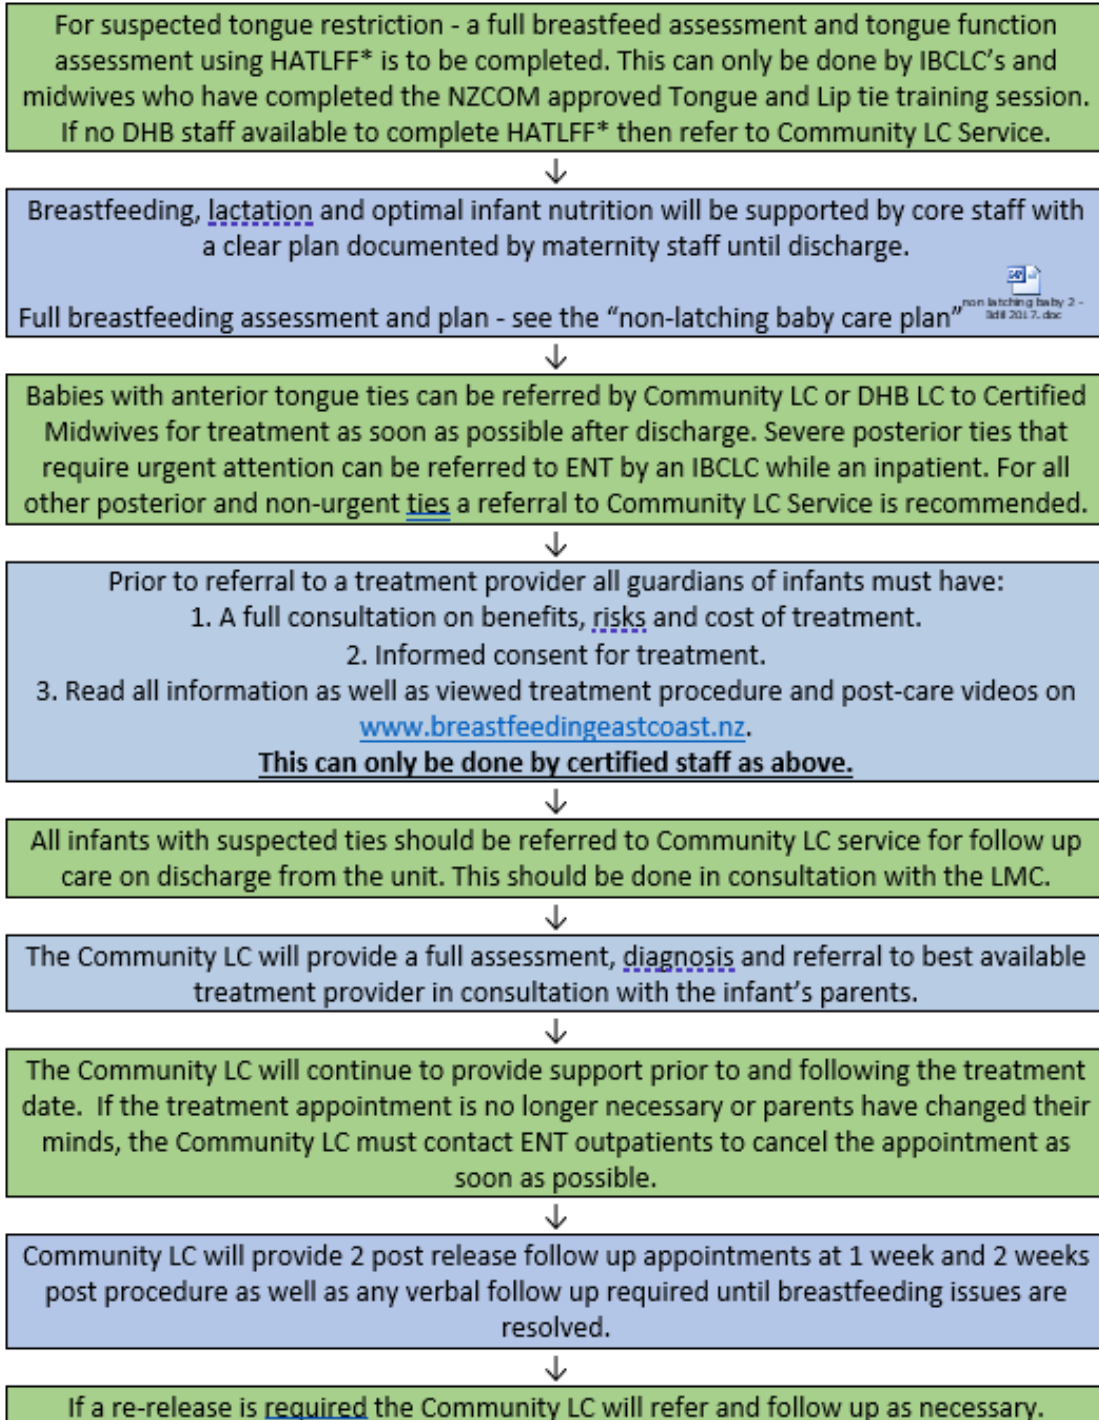 For suspected tongue restriction - a full breastfeed assessment and tongue function
assessment using HATLFF* is to be completed. This can only be done by IBCLC's and
midwives who have completed the NZCOM approved Tongue and Lip tie training session.
If no DHB staff available to complete HATLFF* then refer to Community LC Service.
↓
Breastfeeding, lactation and optimal infant nutrition will be supported by core staff with
a clear plan documented by maternity staff until discharge.
Full breastfeeding assessment and plan - see the “non-latching baby care plan”
non latching baby 2 -
2017.doc
↓
Babies with anterior tongue ties can be referred by Community LC or DHB LC to Certified
Midwives for treatment as soon as possible after discharge. Severe posterior ties that
require urgent attention can be referred to ENT by an IBCLC while an inpatient. For all
other posterior and non-urgent ties a referral to Community LC Service is recommended.
↓
Prior to referral to a treatment provider all guardians of infants must have:
1. A full consultation on benefits, risks and cost of treatment.
2. Informed consent for treatment.
3. Read all information as well as viewed treatment procedure and post-care videos on
www.breastfeedingeastcoast.nz.
This can only be done by certified staff as above.
↓
All infants with suspected ties should be referred to Community LC service for follow up
care on discharge from the unit. This should be done in consultation with the LMC.
↓
The Community LC will provide a full assessment, diagnosis and referral to best available
treatment provider in consultation with the infant's parents.
↓
The Community LC will continue to provide support prior to and following the treatment
date. If the treatment appointment is no longer necessary or parents have changed their
minds, the Community LC must contact ENT outpatients to cancel the appointment as
soon as possible.
↓
Community LC will provide 2 post release follow up appointments at 1 week and 2 weeks
post procedure as well as any verbal follow up required until breastfeeding issues are
resolved.
↓
If a re-release is required the Community LC will refer and follow up as necessary.